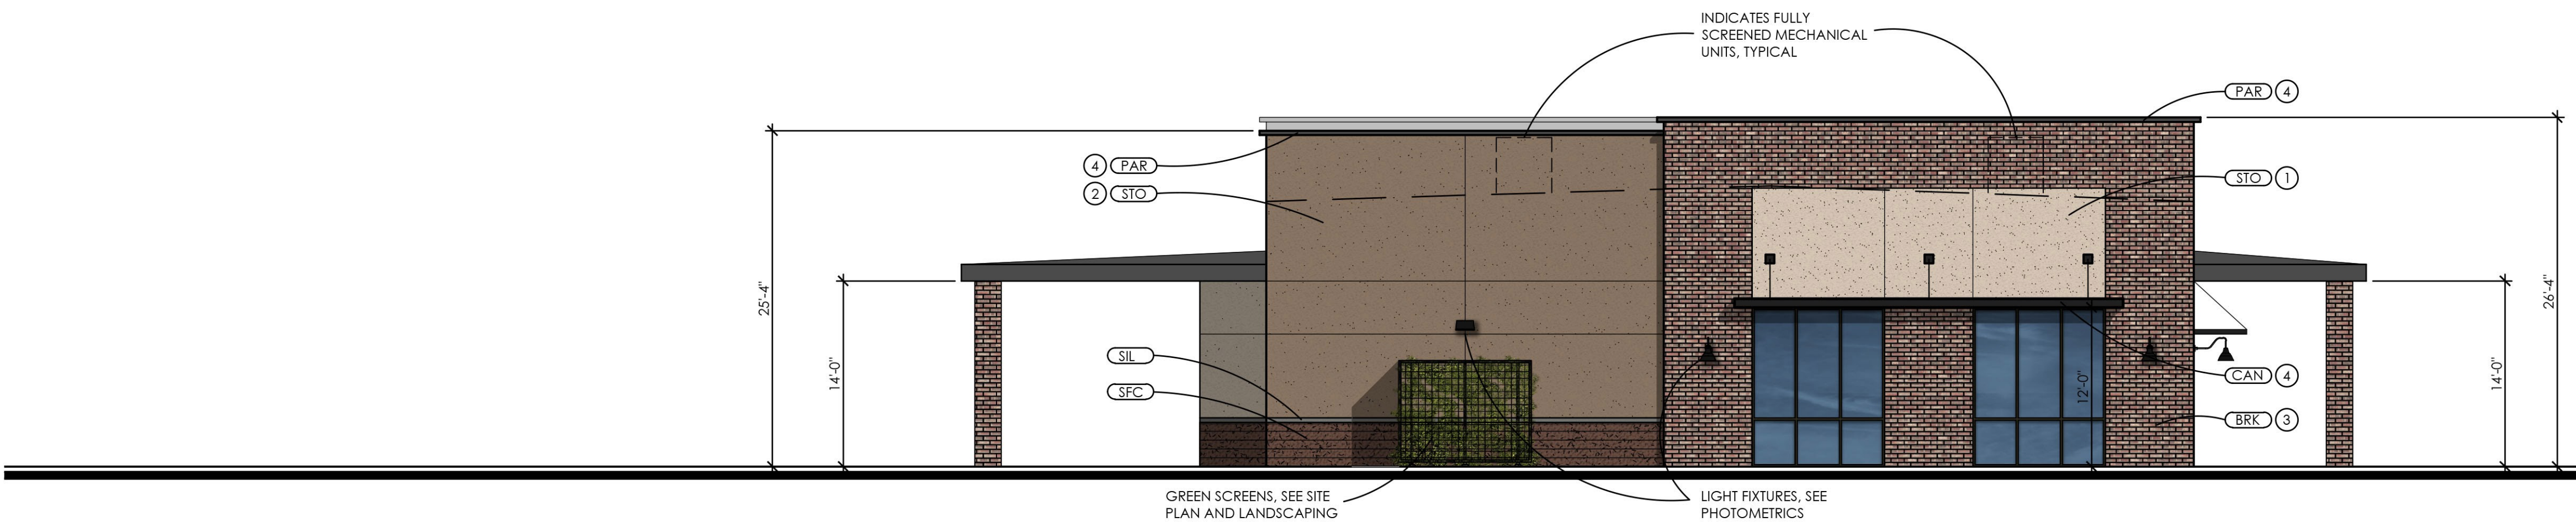 INDICATES FULLY
SCREENED MECHANICAL
UNITS, TYPICAL
PAR 4
4 PAR
STO 1
2 STO
25'-4"
26'-4"
14'-0"
14'-0"
12'-0"
SIL
SFC
CAN 4
BRK 3
GREEN SCREENS, SEE SITE
PLAN AND LANDSCAPING
LIGHT FIXTURES, SEE
PHOTOMETRICS